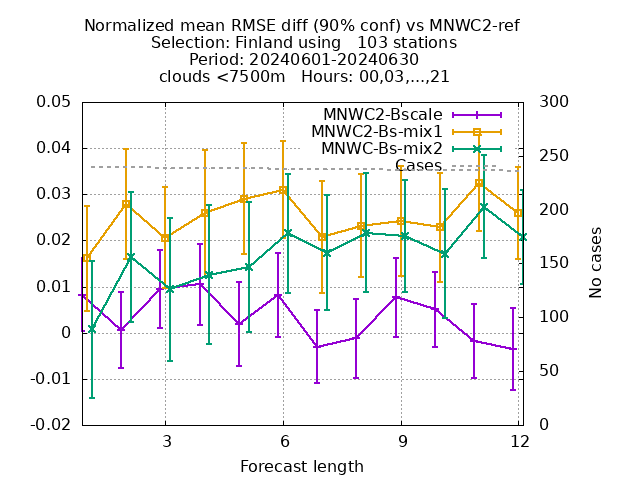 Normalized mean RMSE diff (90% conf) vs MNWC2-ref
Selection: Finland using   103 stations
Period: 20240601-20240630
clouds <7500m   Hours: 00,03,...,21
MNWC2-Bscale
MNWC2-Bs-mix1
MNWC-Bs-mix2
Cases
0.05
0.04
0.03
0.02
0.01
0
-0.01
-0.02
300
250
200
150
100
50
0
No cases
3
6
9
12
Forecast length